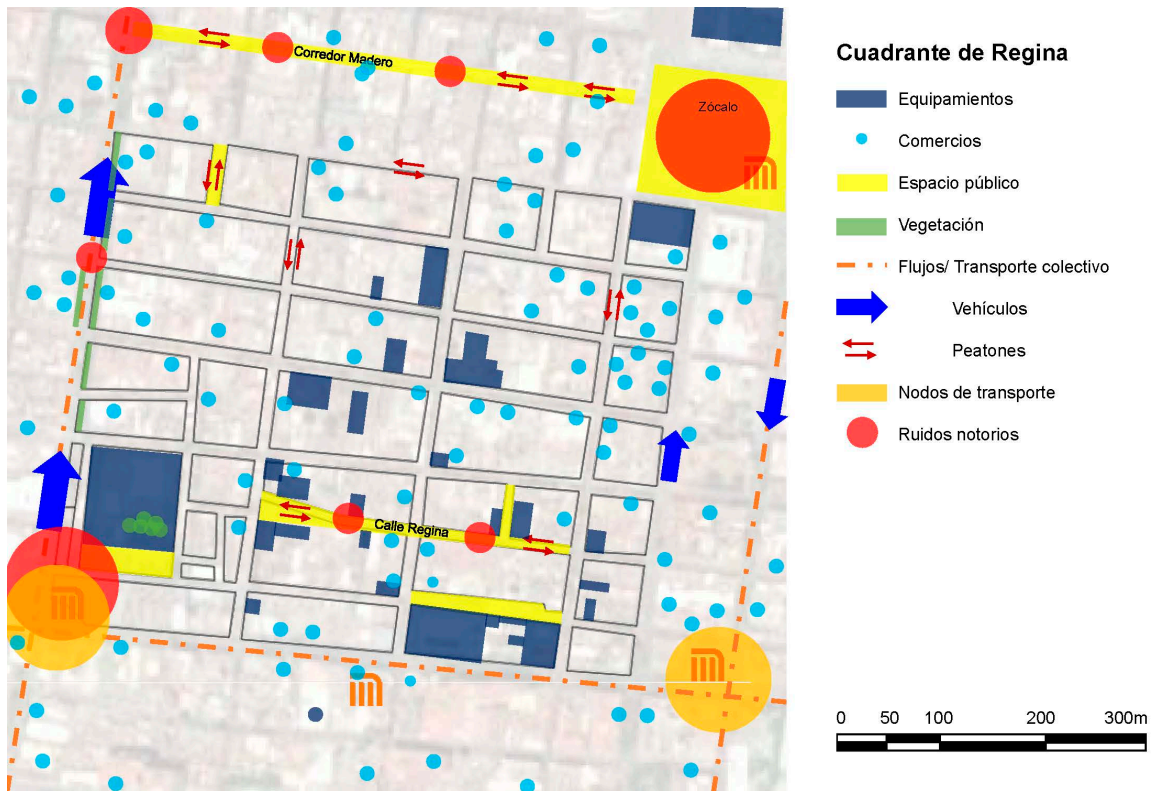 Corredor Madero
Zócalo
Calle Regina
Cuadrante de Regina
Equipamientos
Comercios
Espacio público
Vegetación
Flujos/ Transporte colectivo
Vehículos
Peatones
Nodos de transporte
Ruidos notorios
0 50 100 200 300m